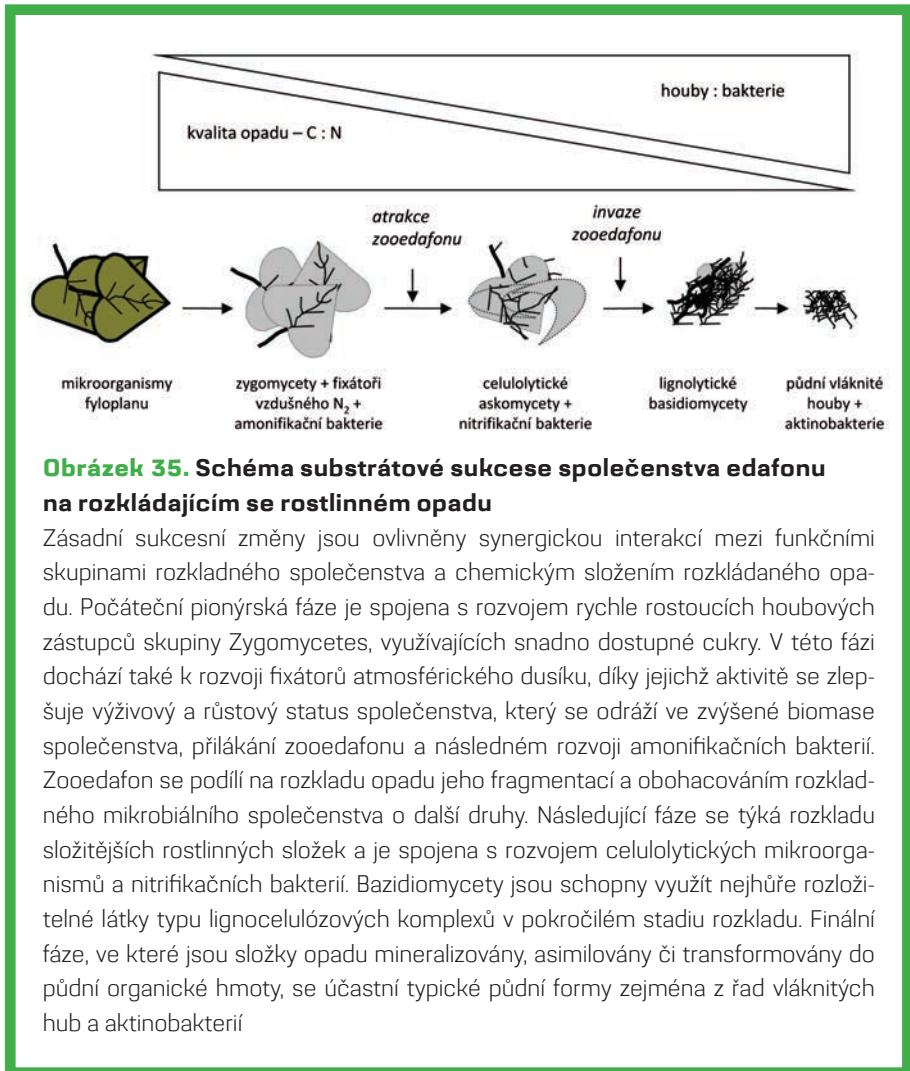 houby : bakterie
kvalita opadu – C : N
atrakce
zooedafonu
invaze
zooedafonu
mikroorganismy
fyloplanu
zygomycety + fixátoři
vzdušného N₂ +
amonifikační bakterie
celulolytické
askomycety +
nitrifikační bakterie
lignolytické
basidiomycety
půdní vláknité
houby +
aktinobakterie
Obrázek 35. Schéma substrátové sukcese společenstva edafonu
na rozkládajícím se rostlinném opadu
Zásadní sukcesní změny jsou ovlivněny synergickou interakcí mezi funkčními
skupinami rozkladného společenstva a chemickým složením rozkládaného opa-
du. Počáteční pionýrská fáze je spojena s rozvojem rychle rostoucích houbových
zástupců skupiny Zygomycetes, využívajících snadno dostupné cukry. V této fázi
dochází také k rozvoji fixátorů atmosférického dusíku, díky jejichž aktivitě se zlep-
šuje výživový a růstový status společenstva, který se odráží ve zvýšené biomase
společenstva, přilákání zooedafonu a následném rozvoji amonifikačních bakterií.
Zooedafon se podílí na rozkladu opadu jeho fragmentací a obohacováním rozklad-
ného mikrobiálního společenstva o další druhy. Následující fáze se týká rozkladu
složitějších rostlinných složek a je spojena s rozvojem celulolytických mikroorga-
nismů a nitrifikačních bakterií. Bazidiomycety jsou schopny využít nejhůře rozloži-
telné látky typu lignocelulózových komplexů v pokročilém stadiu rozkladu. Finální
fáze, ve které jsou složky opadu mineralizovány, asimilovány či transformovány do
půdní organické hmoty, se účastní typické půdní formy zejména z řad vláknitých
hub a aktinobakterií